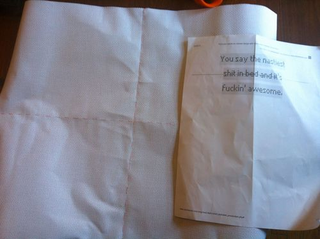 You say the nastiest
shit in bed and it's
Fuckin' awesome.